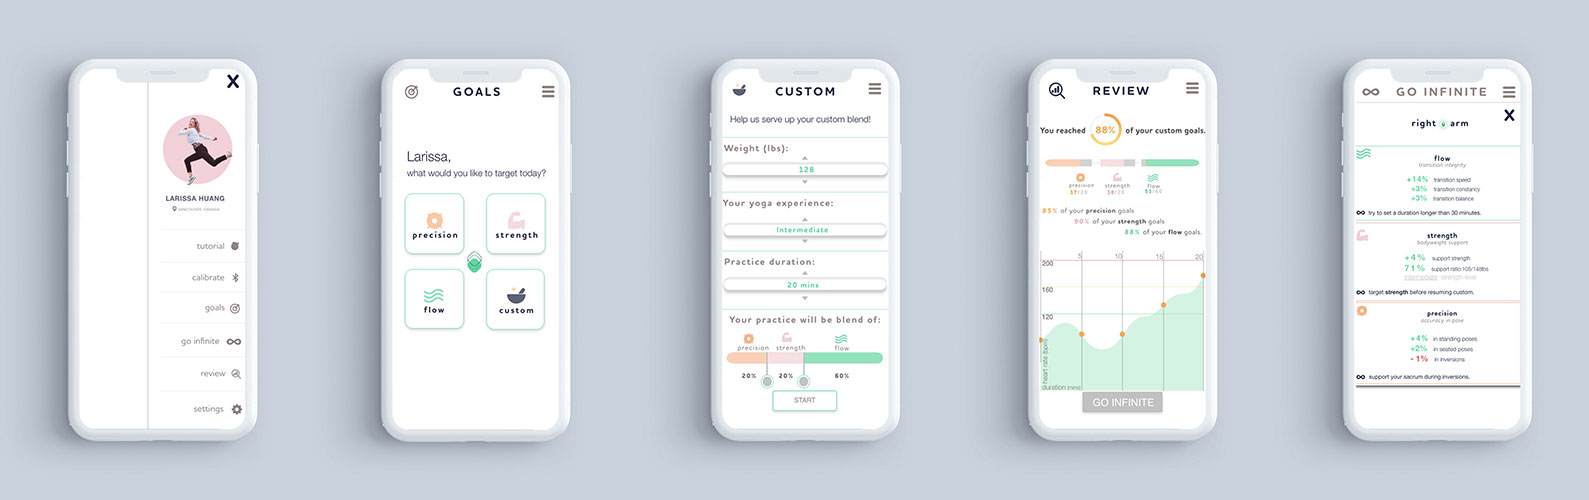 X
LARISSA HUANG
VANCOUVER, CANADA
tutorial
calibrate
goals
go infinite
review
settings
GOALS
Larissa,
what would you like to target today?
precision
strength
flow
custom
CUSTOM
Help us serve up your custom blend!
Weight (lbs):
128
Your yoga experience:
Intermediate
Practice duration:
20 mins
Your practice will be blend of:
precision strength flow
20% 20% 60%
START
REVIEW
You reached 88% of your custom goals.
precision strength flow
17/20 18/20 53/60
85% of your precision goals
90% of your strength goals
88% of your flow goals.
5 10 15 20
200
160
120
heart rate (bpm)
duration (mins)
GO INFINITE
GO INFINITE
X
right arm
flow
transition integrity
+14% transition speed
+3% transition constancy
+3% transition balance
try to set a duration longer than 30 minutes.
strength
bodyweight support
+4% support strength
71% support ratio:105/148lbs
intermediate strength level
target strength before resuming custom.
precision
accuracy in pose
+4% in standing poses
+2% in seated poses
- 1% in inversions
support your sacrum during inversions.